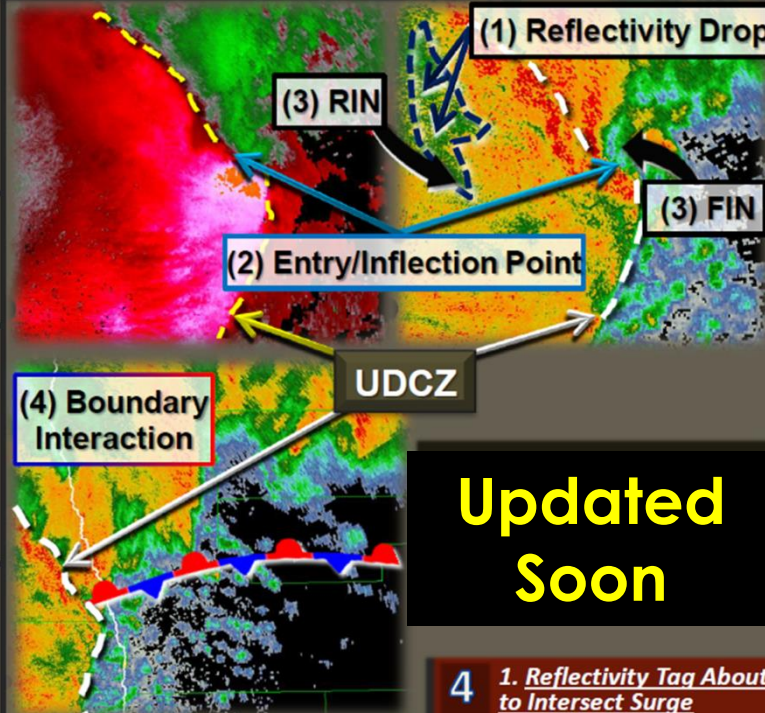 (1) Reflectivity Drop
(3) RIN
(3) FIN
(2) Entry/Inflection Point
UDCZ
(4) Boundary
Interaction
Updated
Soon
4
1. Reflectivity Tag About
to Intersect Surge